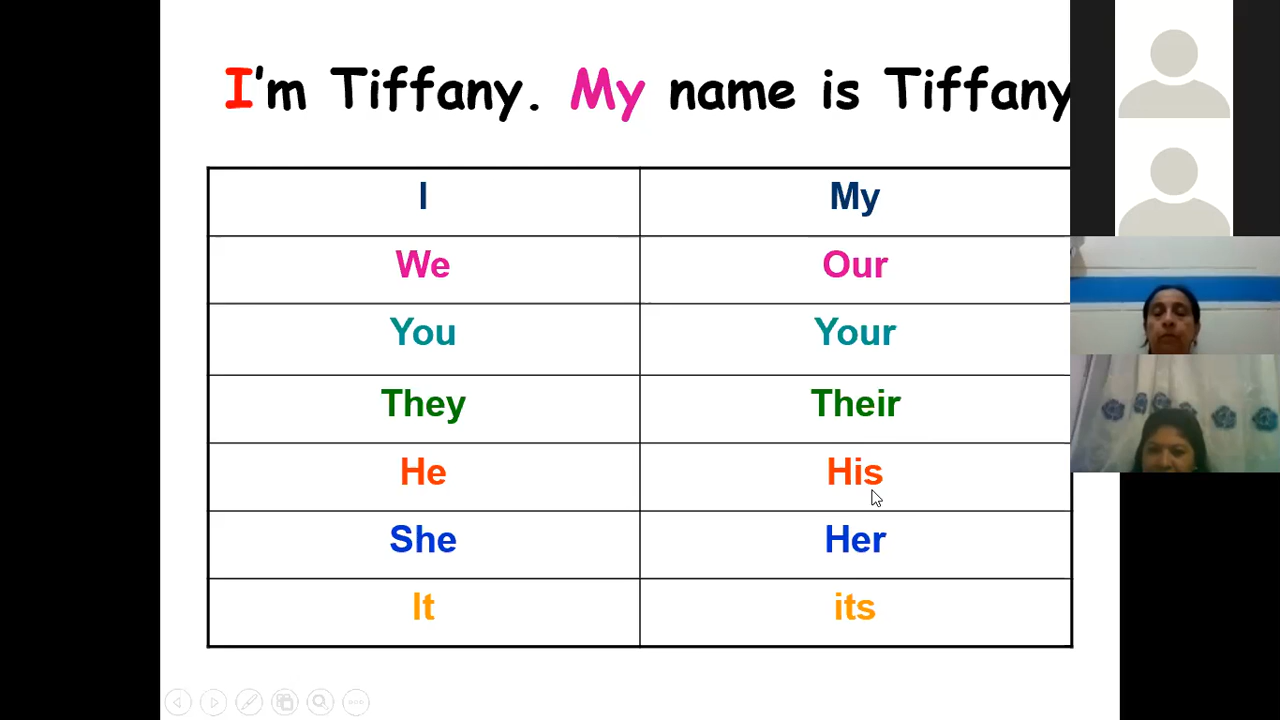 I'm Tiffany. My name is Tiffany
I My
We Our
You Your
They Their
He His
She Her
It its